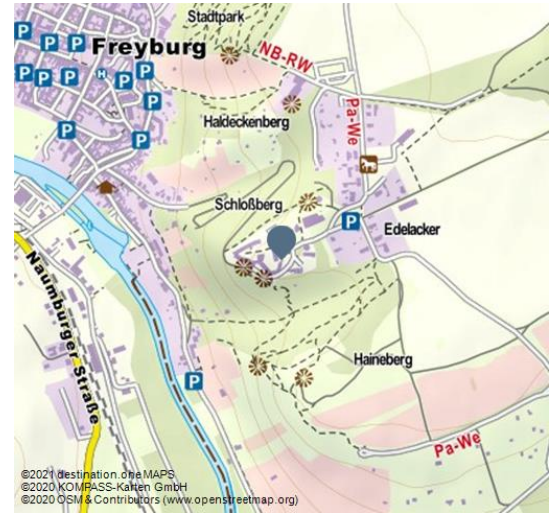 Stadtpark
Freyburg
NB-RW
P
P
P
P
P
P
H
P
P
P
P
P
Haldeckenberg
Pa-We
Schloßberg
P
Edelacker
Naumburger Straße
Haineberg
P
Pa-We
©2021 destination.one MAPS
©2020 KOMPASS-Karten GmbH
©2020 OSM & Contributors (www.openstreetmap.org)